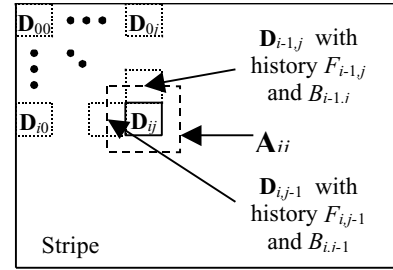 D00 D0j
Di-1,j with
history Fi-1,j
and Bi-1.i
Di0 Dij
Aii
Di,j-1 with
history Fi,j-1
and Bi.i-1
Stripe